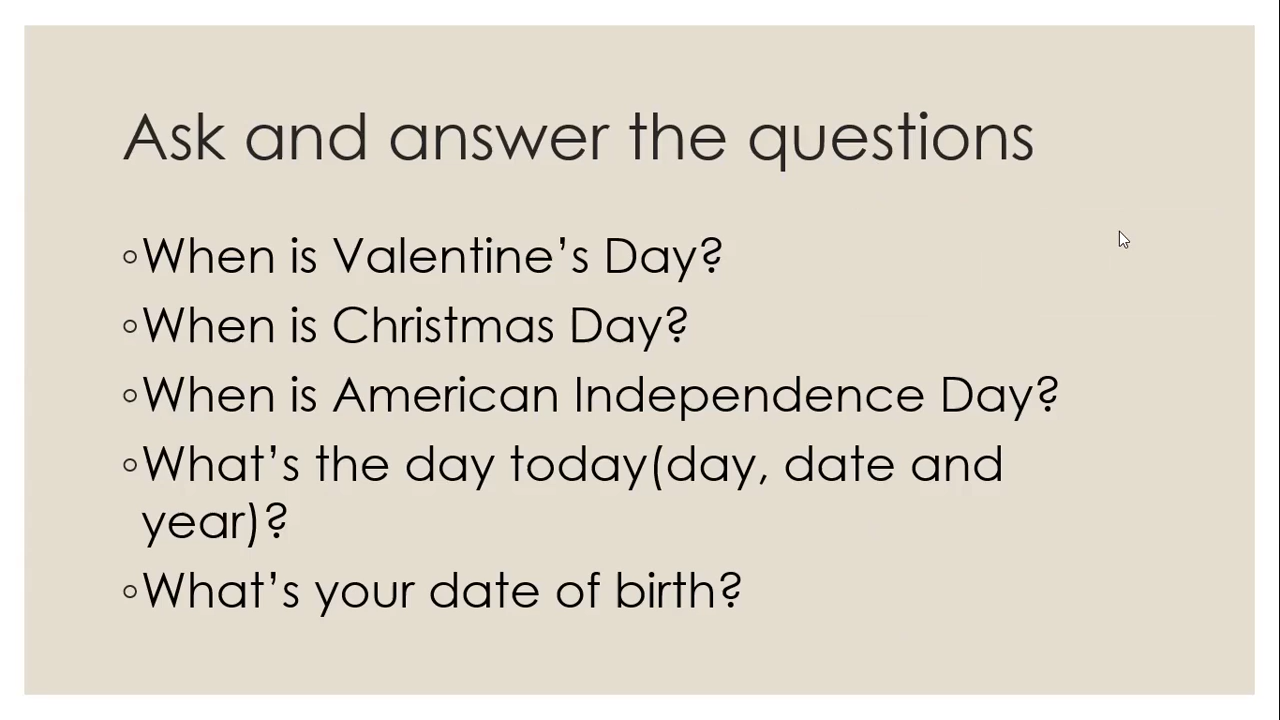 Ask and answer the questions
◦When is Valentine’s Day?
◦When is Christmas Day?
◦When is American Independence Day?
◦What’s the day today(day, date and
year)?
◦What’s your date of birth?